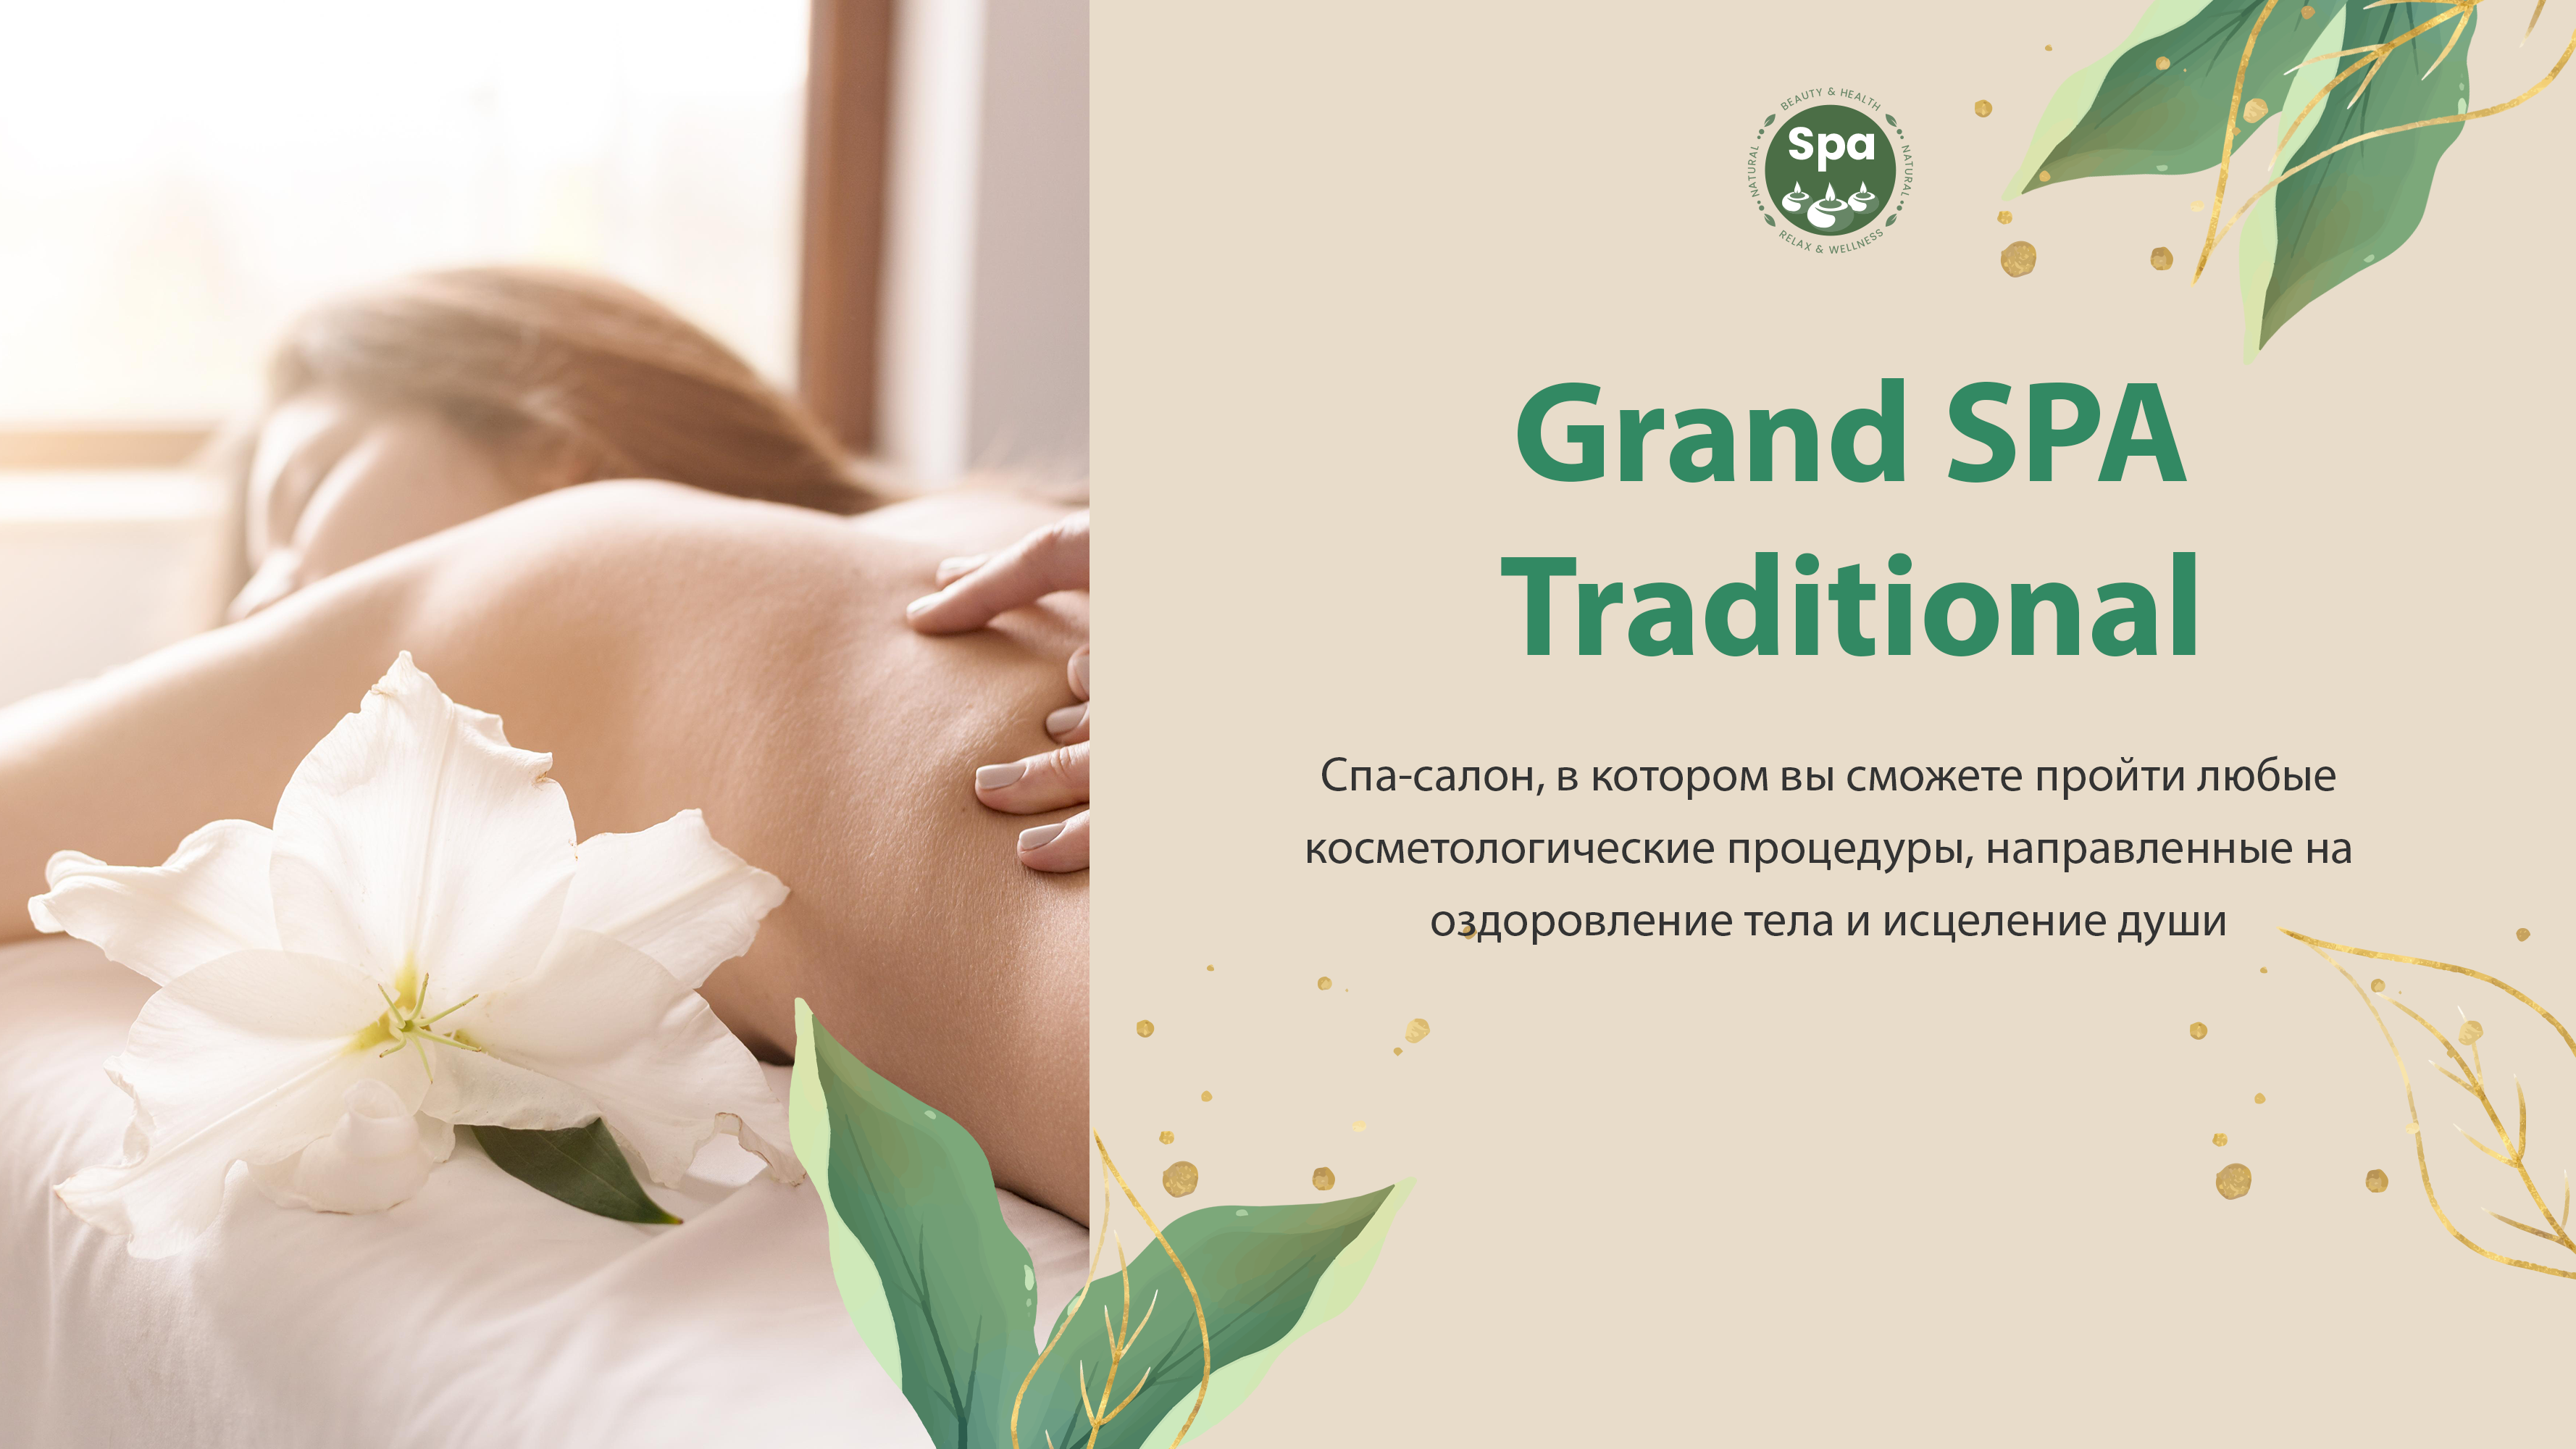 BEAUTY & HEALTH
NATURAL
Spa
NATURAL
RELAX & WELLNESS
Grand SPA
Traditional
Спа-салон, в котором вы сможете пройти любые
косметологические процедуры, направленные на
оздоровление тела и исцеление души